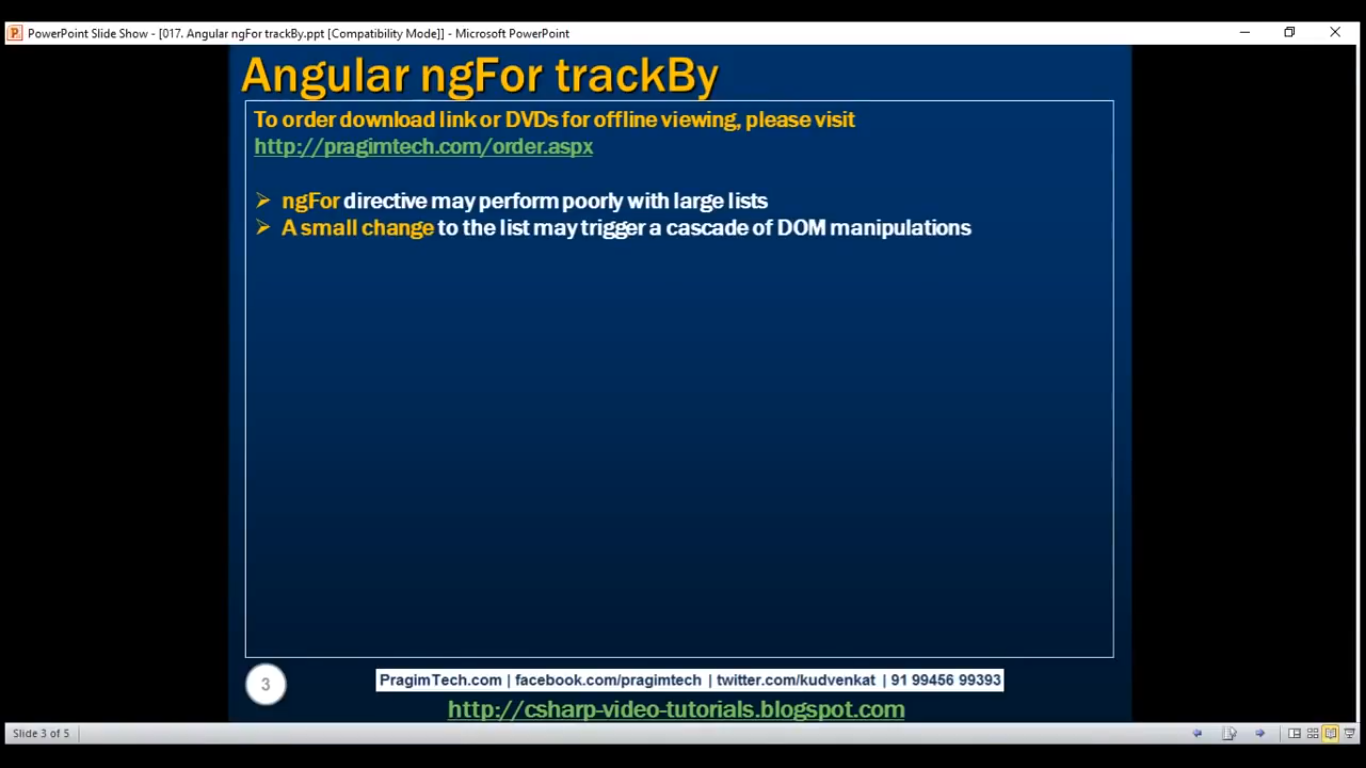 PowerPoint Slide Show - [017. Angular ngFor trackBy.ppt [Compatibility Mode]] - Microsoft PowerPoint
Angular ngFor trackBy
To order download link or DVDs for offline viewing, please visit
http://pragimtech.com/order.aspx
ngFor directive may perform poorly with large lists
A small change to the list may trigger a cascade of DOM manipulations
3
PragimTech.com | facebook.com/pragimtech | twitter.com/kudvenkat | 91 99456 99393
http://csharp-video-tutorials.blogspot.com
Slide 3 of 5